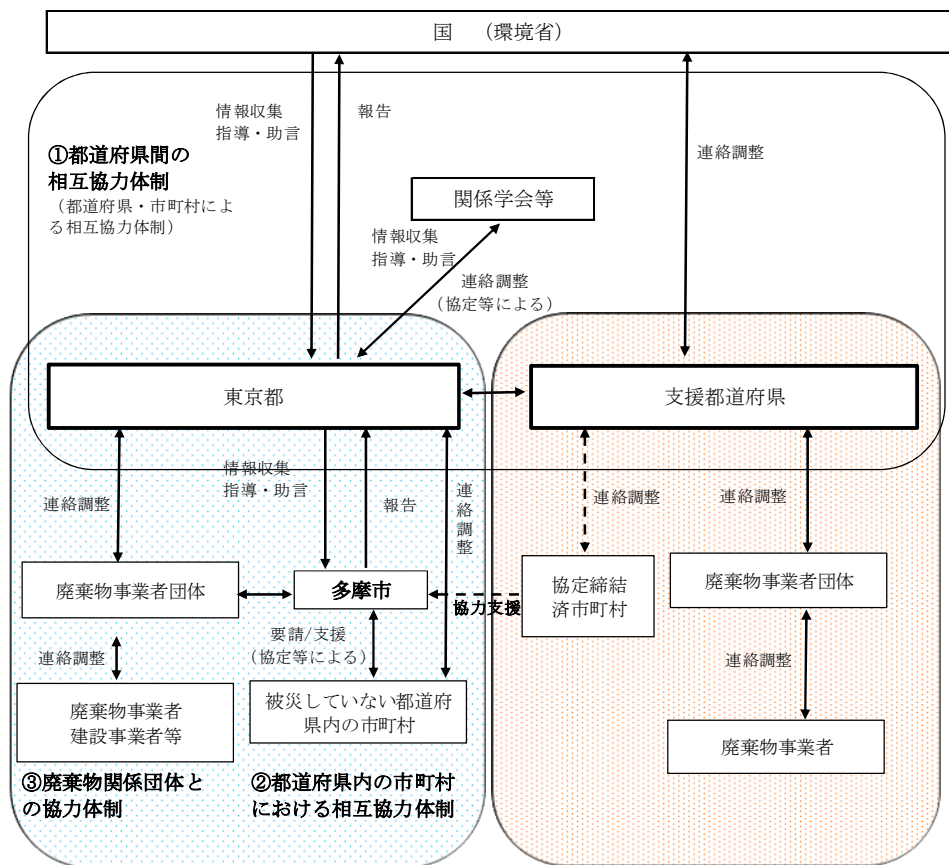 国　（環境省）
情報収集
指導・助言
報告
連絡調整
①都道府県間の
相互協力体制
（都道府県・市町村によ
る相互協力体制）
関係学会等
情報収集
指導・助言
連絡調整
（協定等による）
東京都
支援都道府県
情報収集
指導・助言
連絡調整
報告
連絡調整
連絡調整
連絡調整
廃棄物事業者団体
多摩市
協力支援
協定締結
済市町村
廃棄物事業者団体
連絡調整
要請/支援
（協定等による）
連絡調整
廃棄物事業者
建設事業者等
被災していない都道府
県内の市町村
廃棄物事業者
③廃棄物関係団体と
の協力体制
②都道府県内の市町村
における相互協力体制